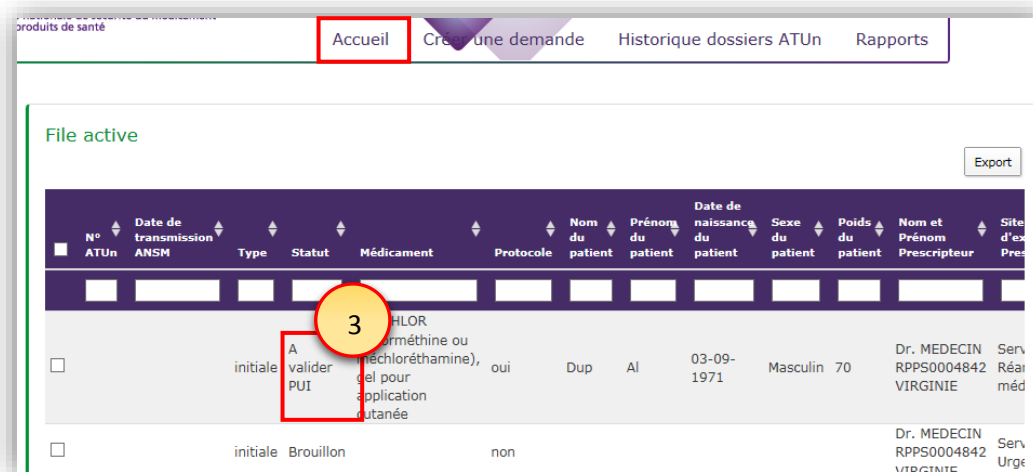 produits de santé
Accueil Créer une demande Historique dossiers ATUn Rapports
File active
Export
N° ATUn
Date de transmission ANSM
Type
Statut
Médicament
Protocole
Nom du patient
Prénom du patient
Date de naissance du patient
Sexe du patient
Poids du patient
Nom et Prénom Prescripteur
Site
3
HLOR
initiale
A
valider
PUI
méchloréthamine),
gel pour
application
cutanée
oui
Dup
Al
03-09-
1971
Masculin
70
Dr. MEDECIN
RPPS0004842
VIRGINIE
initiale
Brouillon
non
Dr. MEDECIN
RPPS0004842
VIRGINIE